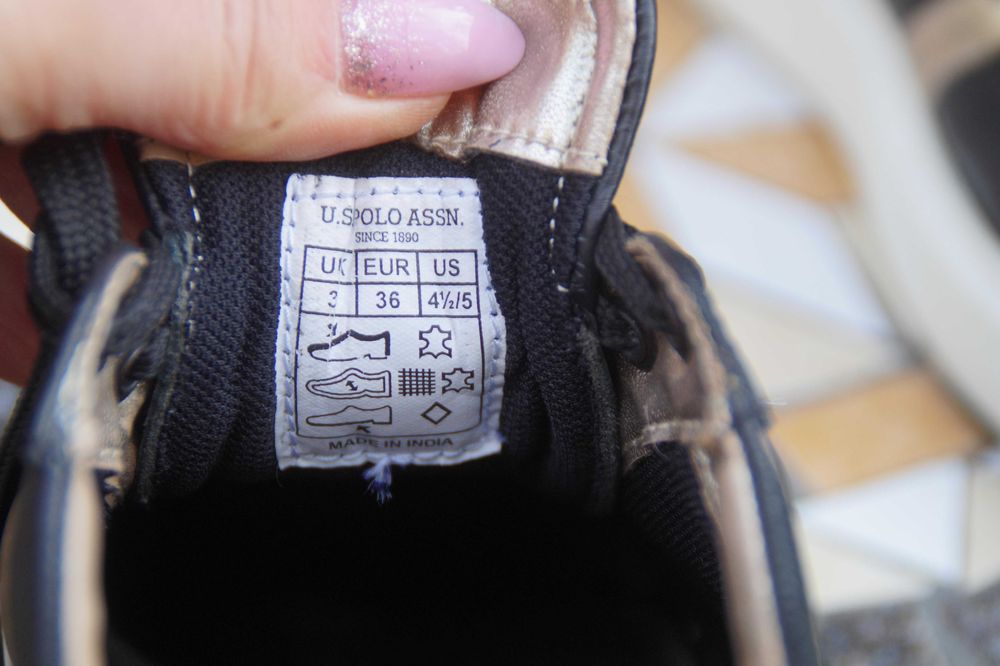 U.S. POLO ASSN.
SINCE 1890
UK EUR US
3 36 4½/5
MADE IN INDIA